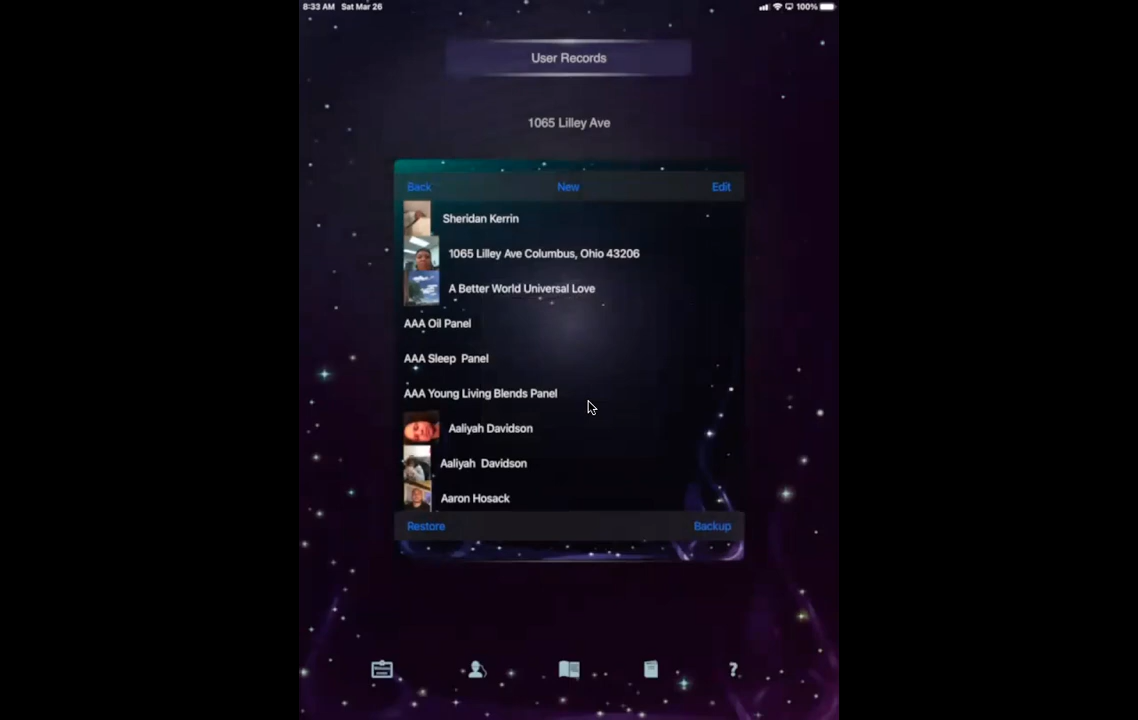 8:33 AM Sat Mar 26 100%
User Records
1065 Lilley Ave
Back New Edit
Sheridan Kerrin
1065 Lilley Ave Columbus, Ohio 43206
A Better World Universal Love
AAA Oil Panel
AAA Sleep Panel
AAA Young Living Blends Panel
Aaliyah Davidson
Aaliyah Davidson
Aaron Hosack
Restore Backup
?